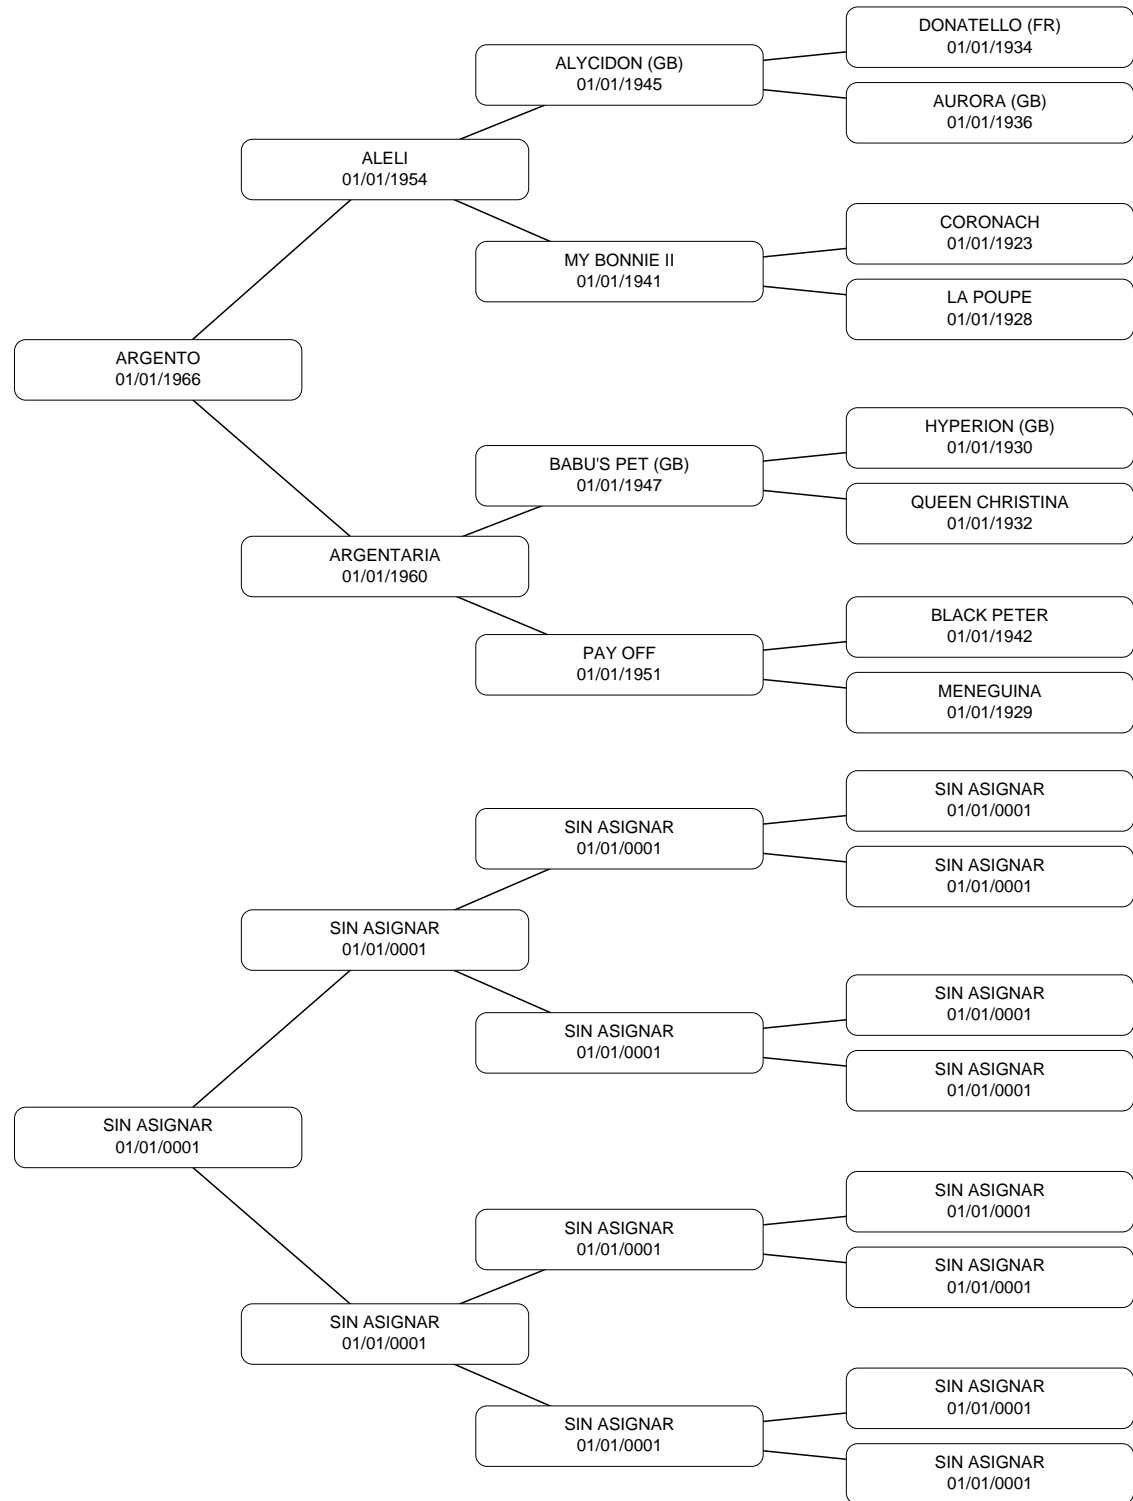 DONATELLO (FR)
01/01/1934
ALYCIDON (GB)
01/01/1945
AURORA (GB)
01/01/1936
ALELI
01/01/1954
CORONACH
01/01/1923
MY BONNIE II
01/01/1941
LA POUPE
01/01/1928
ARGENTO
01/01/1966
HYPERION (GB)
01/01/1930
BABU'S PET (GB)
01/01/1947
QUEEN CHRISTINA
01/01/1932
ARGENTARIA
01/01/1960
BLACK PETER
01/01/1942
PAY OFF
01/01/1951
MENEGUINA
01/01/1929
SIN ASIGNAR
01/01/0001
SIN ASIGNAR
01/01/0001
SIN ASIGNAR
01/01/0001
SIN ASIGNAR
01/01/0001
SIN ASIGNAR
01/01/0001
SIN ASIGNAR
01/01/0001
SIN ASIGNAR
01/01/0001
SIN ASIGNAR
01/01/0001
SIN ASIGNAR
01/01/0001
SIN ASIGNAR
01/01/0001
SIN ASIGNAR
01/01/0001
SIN ASIGNAR
01/01/0001
SIN ASIGNAR
01/01/0001
SIN ASIGNAR
01/01/0001
SIN ASIGNAR
01/01/0001